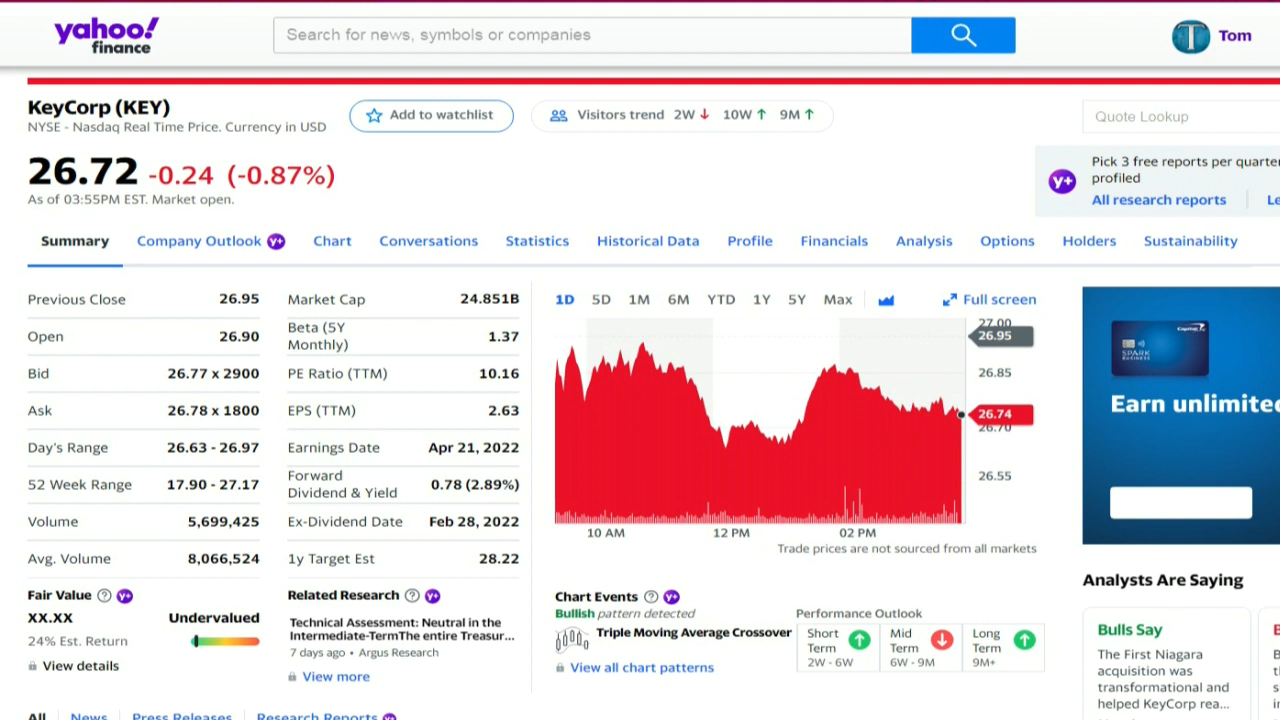 yahoo!
finance
Search for news, symbols or companies
T Tom
KeyCorp (KEY)
NYSE - Nasdaq Real Time Price. Currency in USD
Add to watchlist
Visitors trend 2W 10W 9M
Quote Lookup
26.72 -0.24 (-0.87%)
As of 03:55PM EST. Market open.
Y+ Pick 3 free reports per quarter
profiled
All research reports Le
Summary Company Outlook Y+ Chart Conversations Statistics Historical Data Profile Financials Analysis Options Holders Sustainability
Previous Close 26.95
Open 26.90
Bid 26.77 x 2900
Ask 26.78 x 1800
Day's Range 26.63 - 26.97
52 Week Range 17.90 - 27.17
Volume 5,699,425
Avg. Volume 8,066,524
Market Cap 24.851B
Beta (5Y
Monthly) 1.37
PE Ratio (TTM) 10.16
EPS (TTM) 2.63
Earnings Date Apr 21, 2022
Forward
Dividend & Yield 0.78 (2.89%)
Ex-Dividend Date Feb 28, 2022
1y Target Est 28.22
1D 5D 1M 6M YTD 1Y 5Y Max Full screen
27.00
26.95
26.85
26.74
26.70
26.55
10 AM 12 PM 02 PM
Trade prices are not sourced from all markets
Capital One
SPARK
BUSINESS
Earn unlimited
Fair Value ? Y+
XX.XX Undervalued
24% Est. Return
View details
Related Research ? Y+
Technical Assessment: Neutral in the
Intermediate-TermThe entire Treasur...
7 days ago • Argus Research
View more
Chart Events ? Y+
Bullish pattern detected
Triple Moving Average Crossover
View all chart patterns
Performance Outlook
Short
Term
2W - 6W
Mid
Term
6W - 9M
Long
Term
9M+
Analysts Are Saying
Bulls Say
The First Niagara
acquisition was
transformational and
helped KeyCorp rea...
All News Press Releases Research Reports Y+